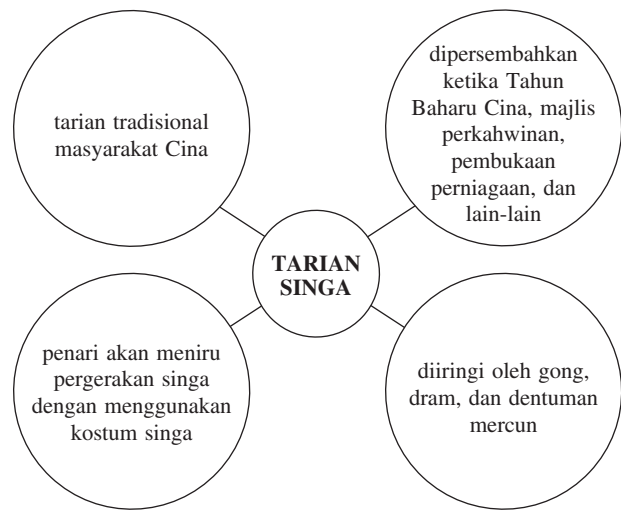 tarian tradisional
masyarakat Cina
dipersembahkan
ketika Tahun
Baharu Cina, majlis
perkahwinan,
pembukaan
perniagaan, dan
lain-lain
TARIAN
SINGA
penari akan meniru
pergerakan singa
dengan menggunakan
kostum singa
diiringi oleh gong,
dram, dan dentuman
mercun